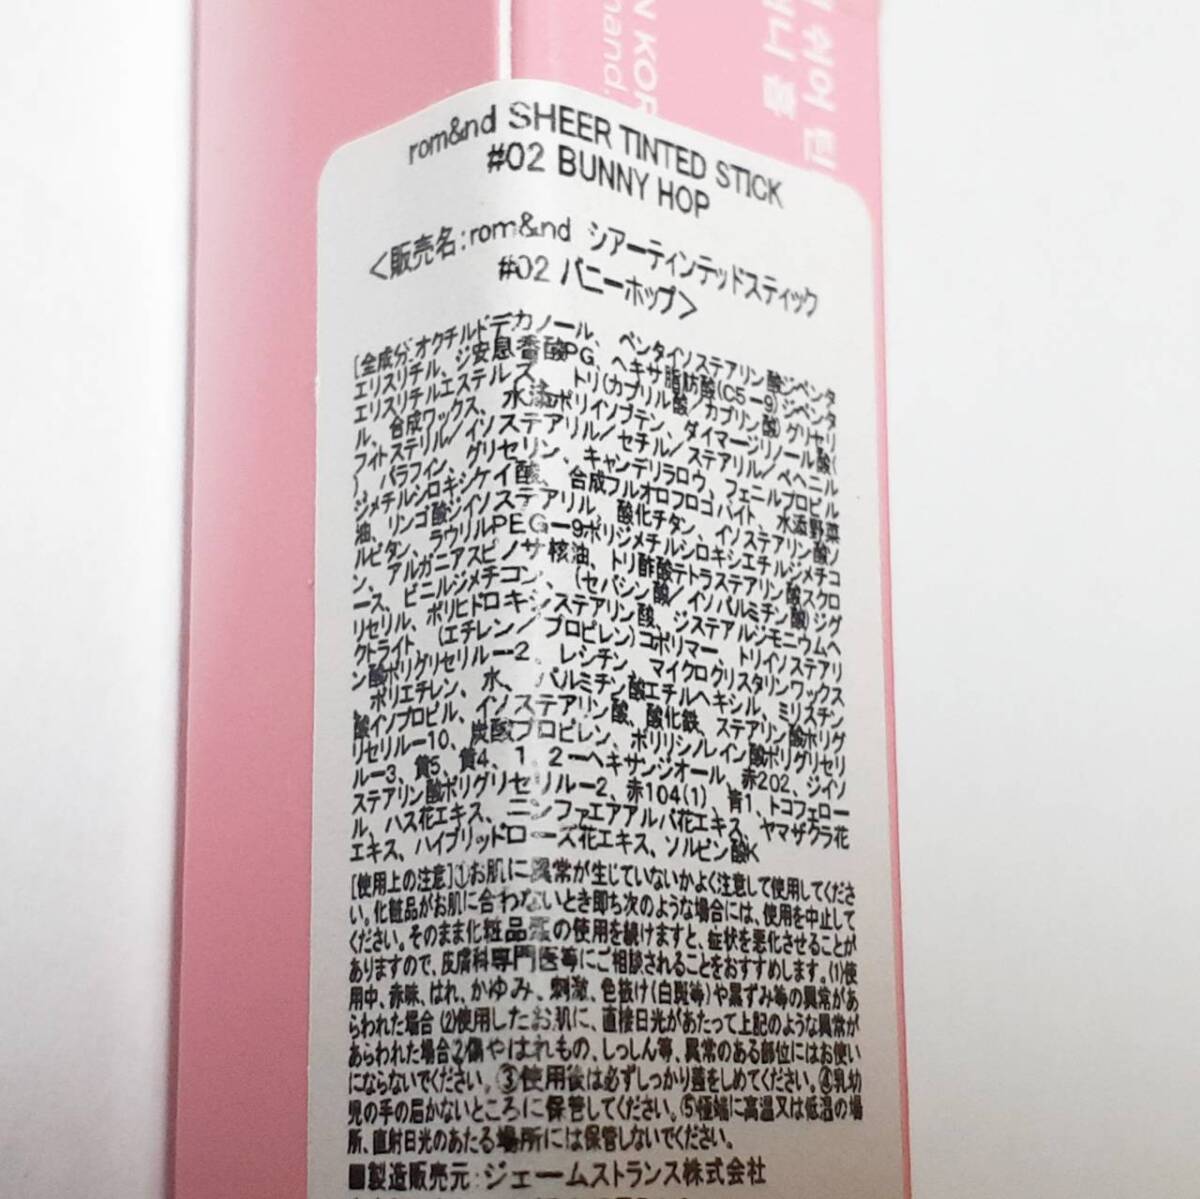 N KOR
nand.
쉬어 틴
버니 홉
rom&nd SHEER TINTED STICK
#02 BUNNY HOP
<販売名:rom&nd シアーティンテッドスティック
#02 バニーホップ>
[全成分]オクチルドデカノール、ペンタイソステアリン酸ジペンタ
エリスリチル、ジ安息香酸PG、ヘキサ脂肪酸(C5-9)ジペンタ
エリスリチルエステルズ、トリ(カプリル酸/カプリン酸)グリセリ
ル、合成ワックス、水添ポリイソブテン、ダイマージリノール酸(
フィトステリル/イソステアリル/セチル/ステアリル/ベヘニル
)、パラフィン、グリセリン、キャンデリラロウ、フェニルプロピル
ジメチルシロキシケイ酸、合成フルオロフロゴパイト、水添野菜
油、リンゴ酸ジイソステアリル、酸化チタン、イソステアリン酸ソ
ルビタン、ラウリルPEG-9ポリジメチルシロキシエチルジメチコ
ン、アルガニアスピノサ核油、トリ酢酸テトラステアリン酸スクロ
ース、ビニルジメチコン、(セバシン酸/イソパルミチン酸)ジグ
リセリル、ポリヒドロキシステアリン酸、ジステアルジモニウムヘ
クトライト、(エチレン/プロピレン)コポリマー、トリイソステアリ
ン酸ポリグリセリル-2、レシチン、マイクロクリスタリンワックス
、ポリエチレン、水、パルミチン酸エチルヘキシル、ミリスチン
酸イソプロピル、イソステアリン酸、酸化鉄、ステアリン酸ポリグ
リセリル-10、炭酸プロピレン、ポリリシノレイン酸ポリグリセリ
ル-3、黄5、黄4、1,2-ヘキサンジオール、赤202、ジイソ
ステアリン酸ポリグリセリル-2、赤104(1)、青1、トコフェロー
ル、ハス花エキス、ニンファエアアルバ花エキス、ヤマザクラ花
エキス、ハイブリッドローズ花エキス、ソルビン酸K
[使用上の注意]①お肌に異常が生じていないかよく注意して使用してくださ
い。化粧品がお肌に合わないとき即ち次のような場合には、使用を中止して
ください。そのまま化粧品類の使用を続けますと、症状を悪化させることが
ありますので、皮膚科専門医等にご相談されることをおすすめします。(1)使
用中、赤味、はれ、かゆみ、刺激、色抜け(白斑等)や黒ずみ等の異常があ
らわれた場合 (2)使用したお肌に、直接日光があたって上記のような異常が
あらわれた場合②傷やはれもの、しっしん等、異常のある部位にはお使い
にならないでください。③使用後は必ずしっかり蓋をしめてください。④乳幼
児の手の届かないところに保管してください。⑤極端に高温又は低温の場
所、直射日光のあたる場所には保管しないでください。
■製造販売元:ジェームストランス株式会社